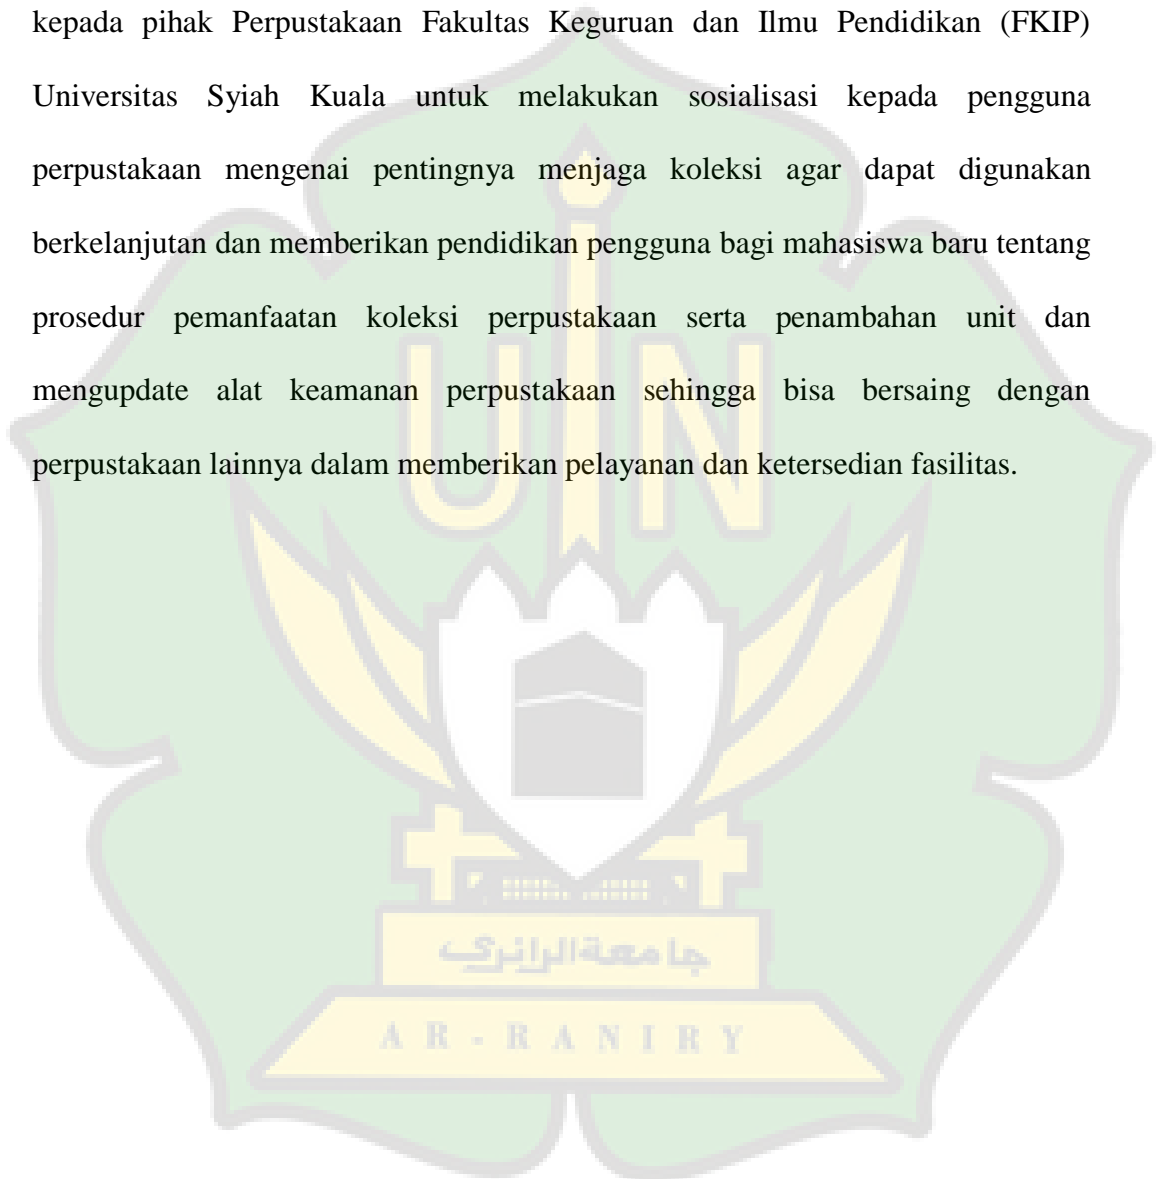 kepada pihak Perpustakaan Fakultas Keguruan dan Ilmu Pendidikan (FKIP)
Universitas Syiah Kuala untuk melakukan sosialisasi kepada pengguna
perpustakaan mengenai pentingnya menjaga koleksi agar dapat digunakan
berkelanjutan dan memberikan pendidikan pengguna bagi mahasiswa baru tentang
prosedur pemanfaatan koleksi perpustakaan serta penambahan unit dan
mengupdate alat keamanan perpustakaan sehingga bisa bersaing dengan
perpustakaan lainnya dalam memberikan pelayanan dan ketersedian fasilitas.
UIN
جامعة الرانري
AR-RANIRY